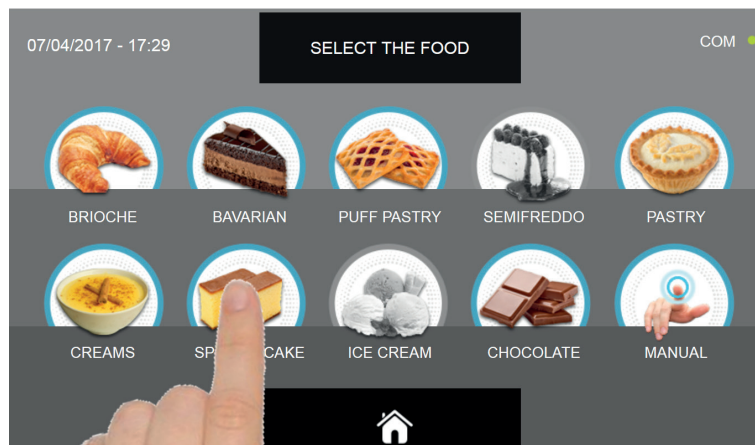 07/04/2017 - 17:29
SELECT THE FOOD
COM
BRIOCHE
BAVARIAN
PUFF PASTRY
SEMIFREDDO
PASTRY
CREAMS
CAKE
ICE CREAM
CHOCOLATE
MANUAL